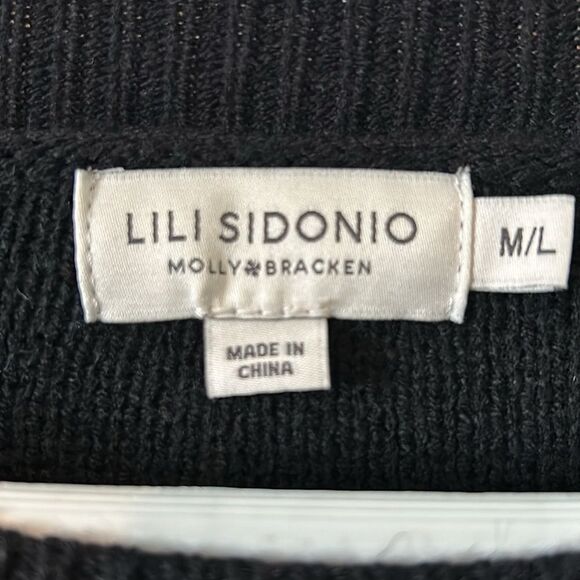 LILI SIDONIO
MOLLY❉BRACKEN
M/L
MADE IN
CHINA